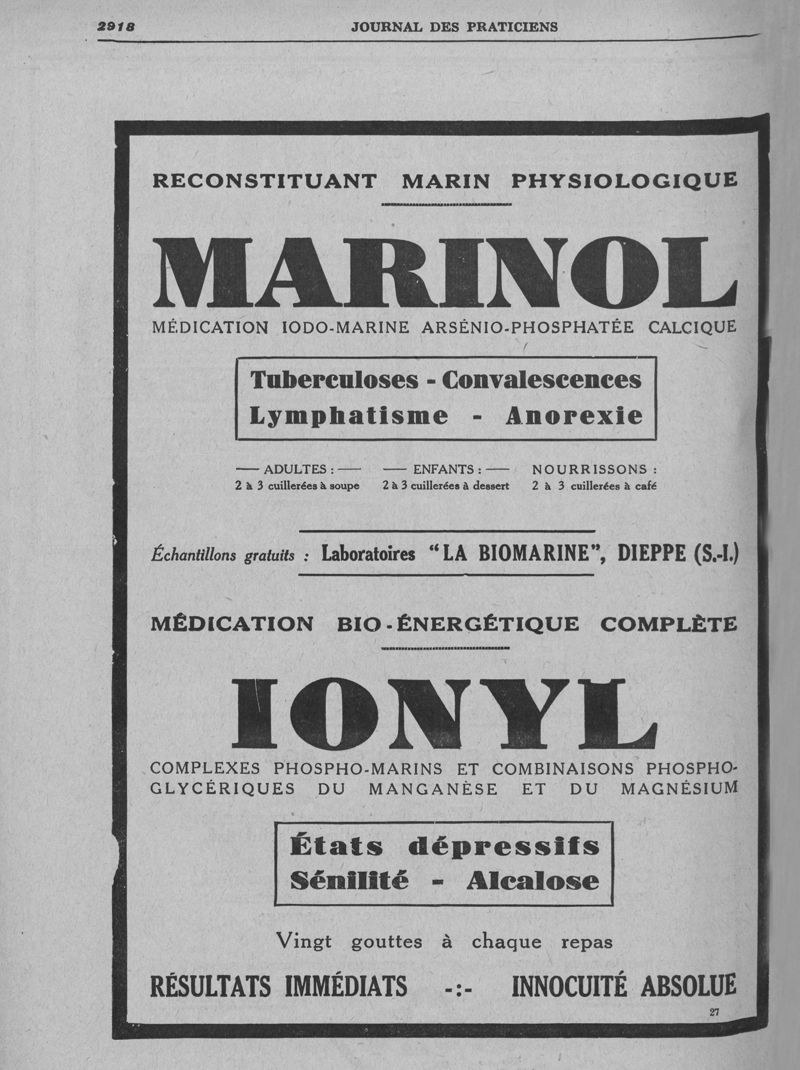 2918
JOURNAL DES PRATICIENS
RECONSTITUANT MARIN PHYSIOLOGIQUE
MARINOL
MÉDICATION IODO-MARINE ARSÉNIO-PHOSPHATÉE CALCIQUE
Tuberculoses - Convalescences
Lymphatisme - Anorexie
— ADULTES : — — ENFANTS : — NOURRISSONS :
2 à 3 cuillerées à soupe 2 à 3 cuillerées à dessert 2 à 3 cuillerées à café
Échantillons gratuits : Laboratoires “LA BIOMARINE”, DIEPPE (S.-I.)
MÉDICATION BIO-ÉNERGÉTIQUE COMPLÈTE
IONYL
COMPLEXES PHOSPHO-MARINS ET COMBINAISONS PHOSPHO-
GLYCÉRIQUES DU MANGANÈSE ET DU MAGNÉSIUM
États dépressifs
Sénilité - Alcalose
Vingt gouttes à chaque repas
RÉSULTATS IMMÉDIATS -:- INNOCUITÉ ABSOLUE
27